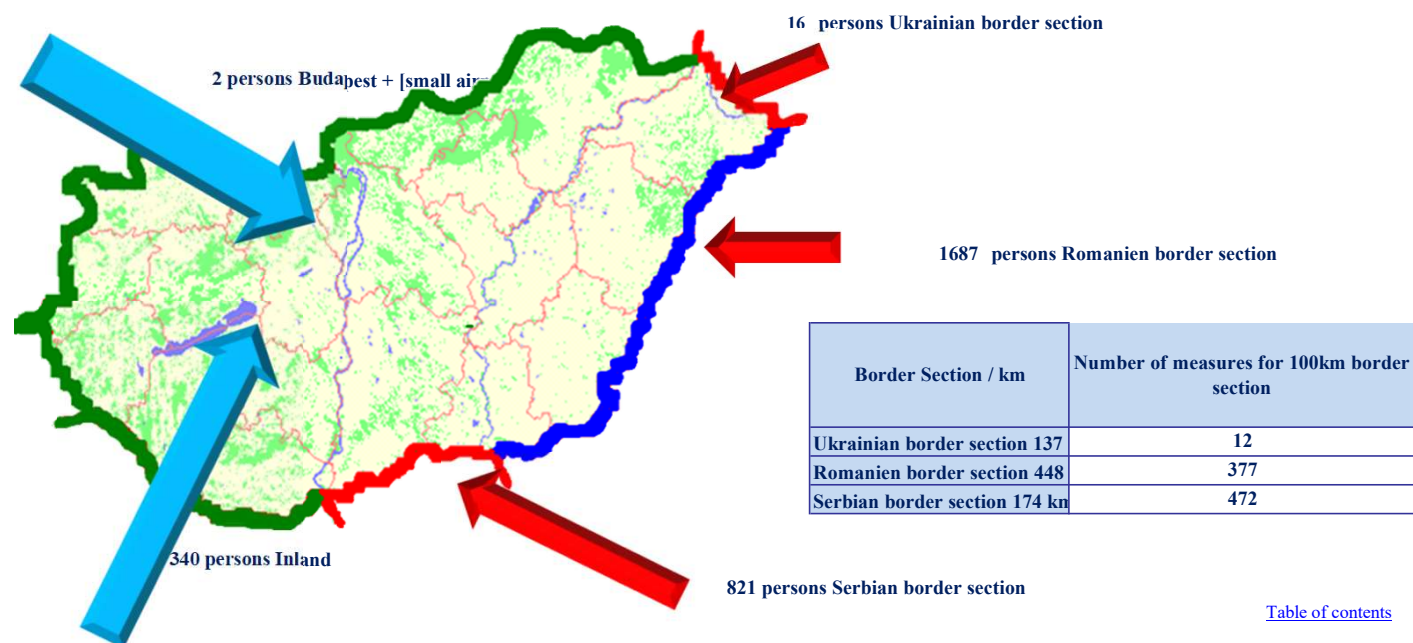 16 persons Ukrainian border section
2 persons Budapest + [small air
1687 persons Romanien border section
Border Section / km
Number of measures for 100km border
section
Ukrainian border section 137
12
Romanien border section 448
377
Serbian border section 174 km
472
340 persons Inland
821 persons Serbian border section
Table of contents